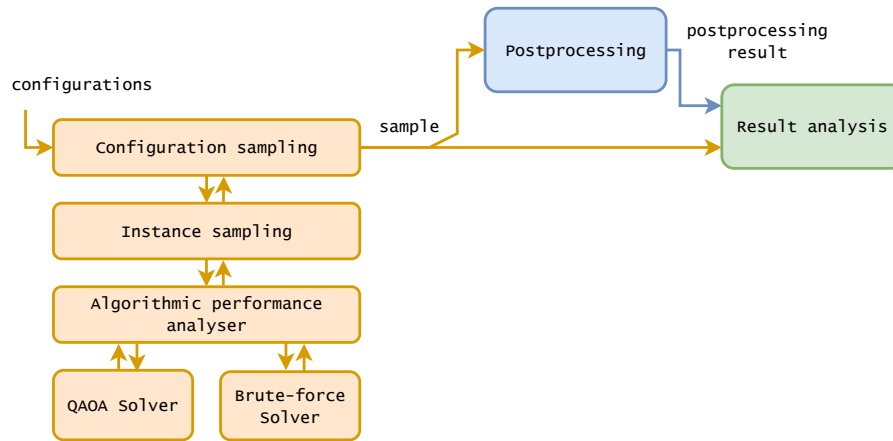 Postprocessing
postprocessing
result
configurations
Result analysis
sample
Configuration sampling
Instance sampling
Algorithmic performance
analyser
QAOA Solver
Brute-force
Solver